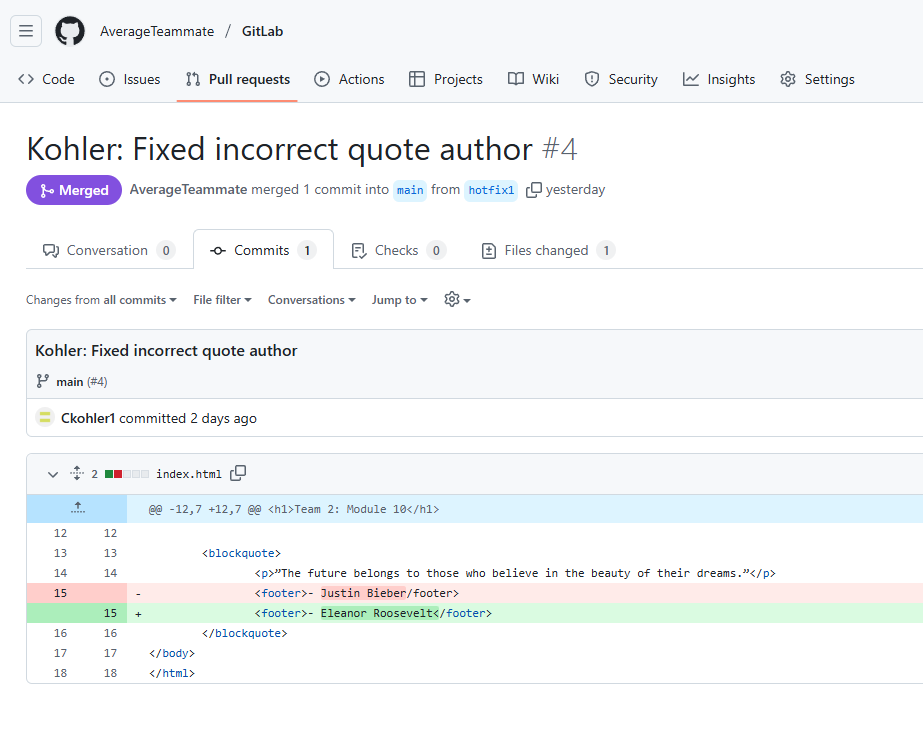 AverageTeammate / GitLab
Code Issues Pull requests Actions Projects Wiki Security Insights Settings
Kohler: Fixed incorrect quote author #4
Merged AverageTeammate merged 1 commit into main from hotfix1 yesterday
Conversation 0 Commits 1 Checks 0 Files changed 1
Changes from all commits File filter Conversations Jump to
Kohler: Fixed incorrect quote author
main (#4)
Ckohler1 committed 2 days ago
2 index.html
@@ -12,7 +12,7 @@ <h1>Team 2: Module 10</h1>
12 12
13 13 <blockquote>
14 14 <p>”The future belongs to those who believe in the beauty of their dreams.”</p>
15 - <footer>- Justin Bieber/footer>
15 + <footer>- Eleanor Roosevelt</footer>
16 16 </blockquote>
17 17 </body>
18 18 </html>